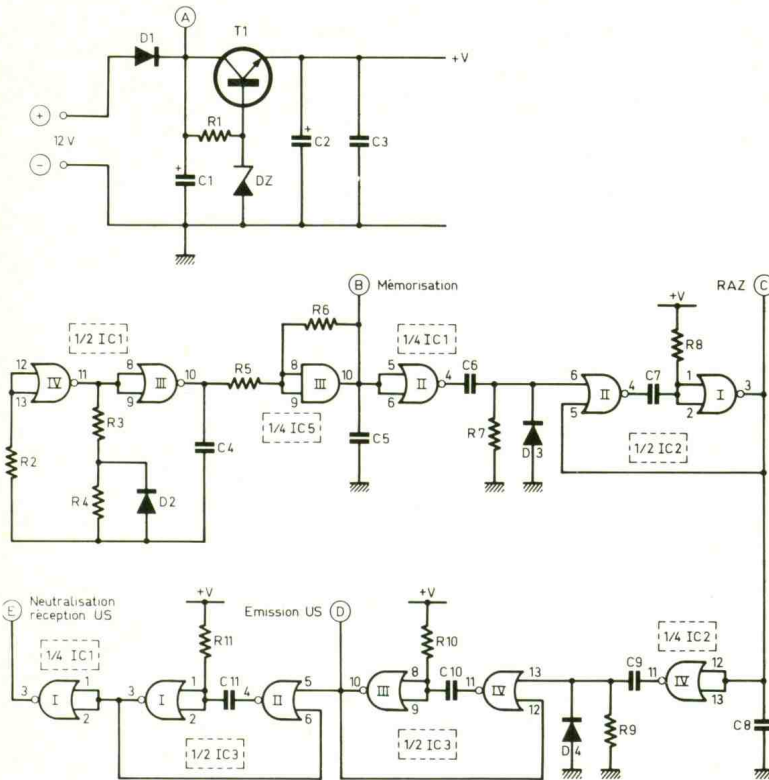 A
D1
T1
+V
+
12 V
−
R1
C1
+
DZ
C2
+
C3
B Mémorisation
RAZ C
1/2 IC1
R6
1/4 IC1
+V
R8
12
13
IV
11
8
9
III
10
R5
8
9
III
10
5
6
II
4
C6
6
5
II
4
C7
1
2
I
3
R3
C4
1/4 IC5
C5
R7
D3
1/2 IC2
R2
R4
D2
E Neutralisation
réception US
+V
Emission US D
+V
1/4 IC1
R11
R10
1/4 IC2
3
I
1
2
3
I
1
2
C11
4
II
5
6
10
III
8
9
C10
11
IV
13
12
C9
11
IV
12
13
1/2 IC3
1/2 IC3
D4
R9
C8